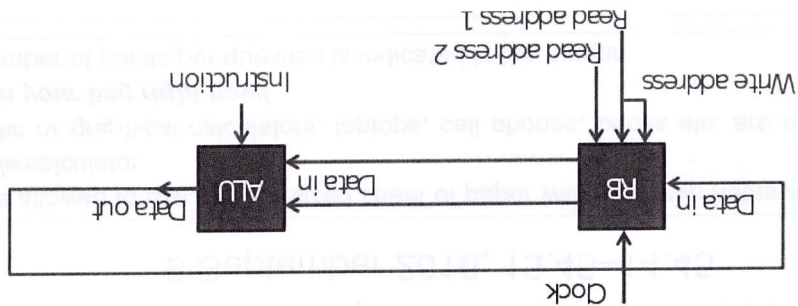 Clock
Data in
RB
Data in
ALU
Data out
Write address
Instruction
Read address 2
Read address 1